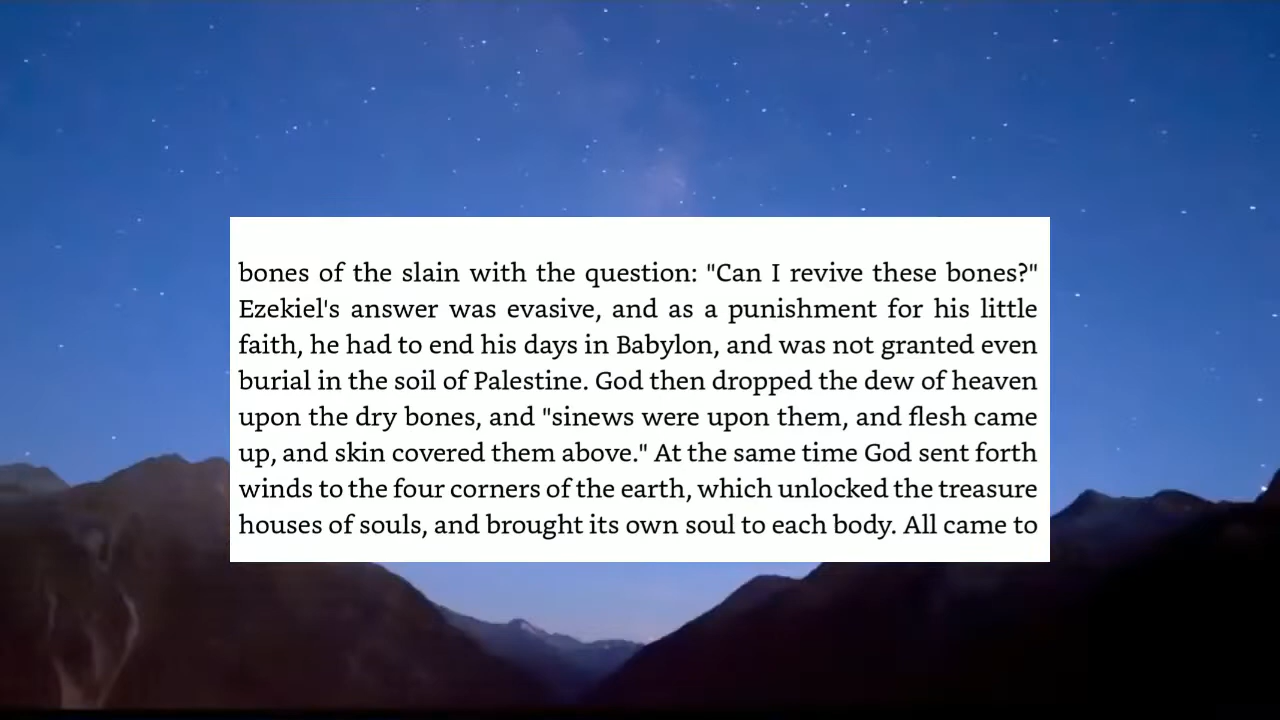 bones of the slain with the question: "Can I revive these bones?"
Ezekiel's answer was evasive, and as a punishment for his little
faith, he had to end his days in Babylon, and was not granted even
burial in the soil of Palestine. God then dropped the dew of heaven
upon the dry bones, and "sinews were upon them, and flesh came
up, and skin covered them above." At the same time God sent forth
winds to the four corners of the earth, which unlocked the treasure
houses of souls, and brought its own soul to each body. All came to